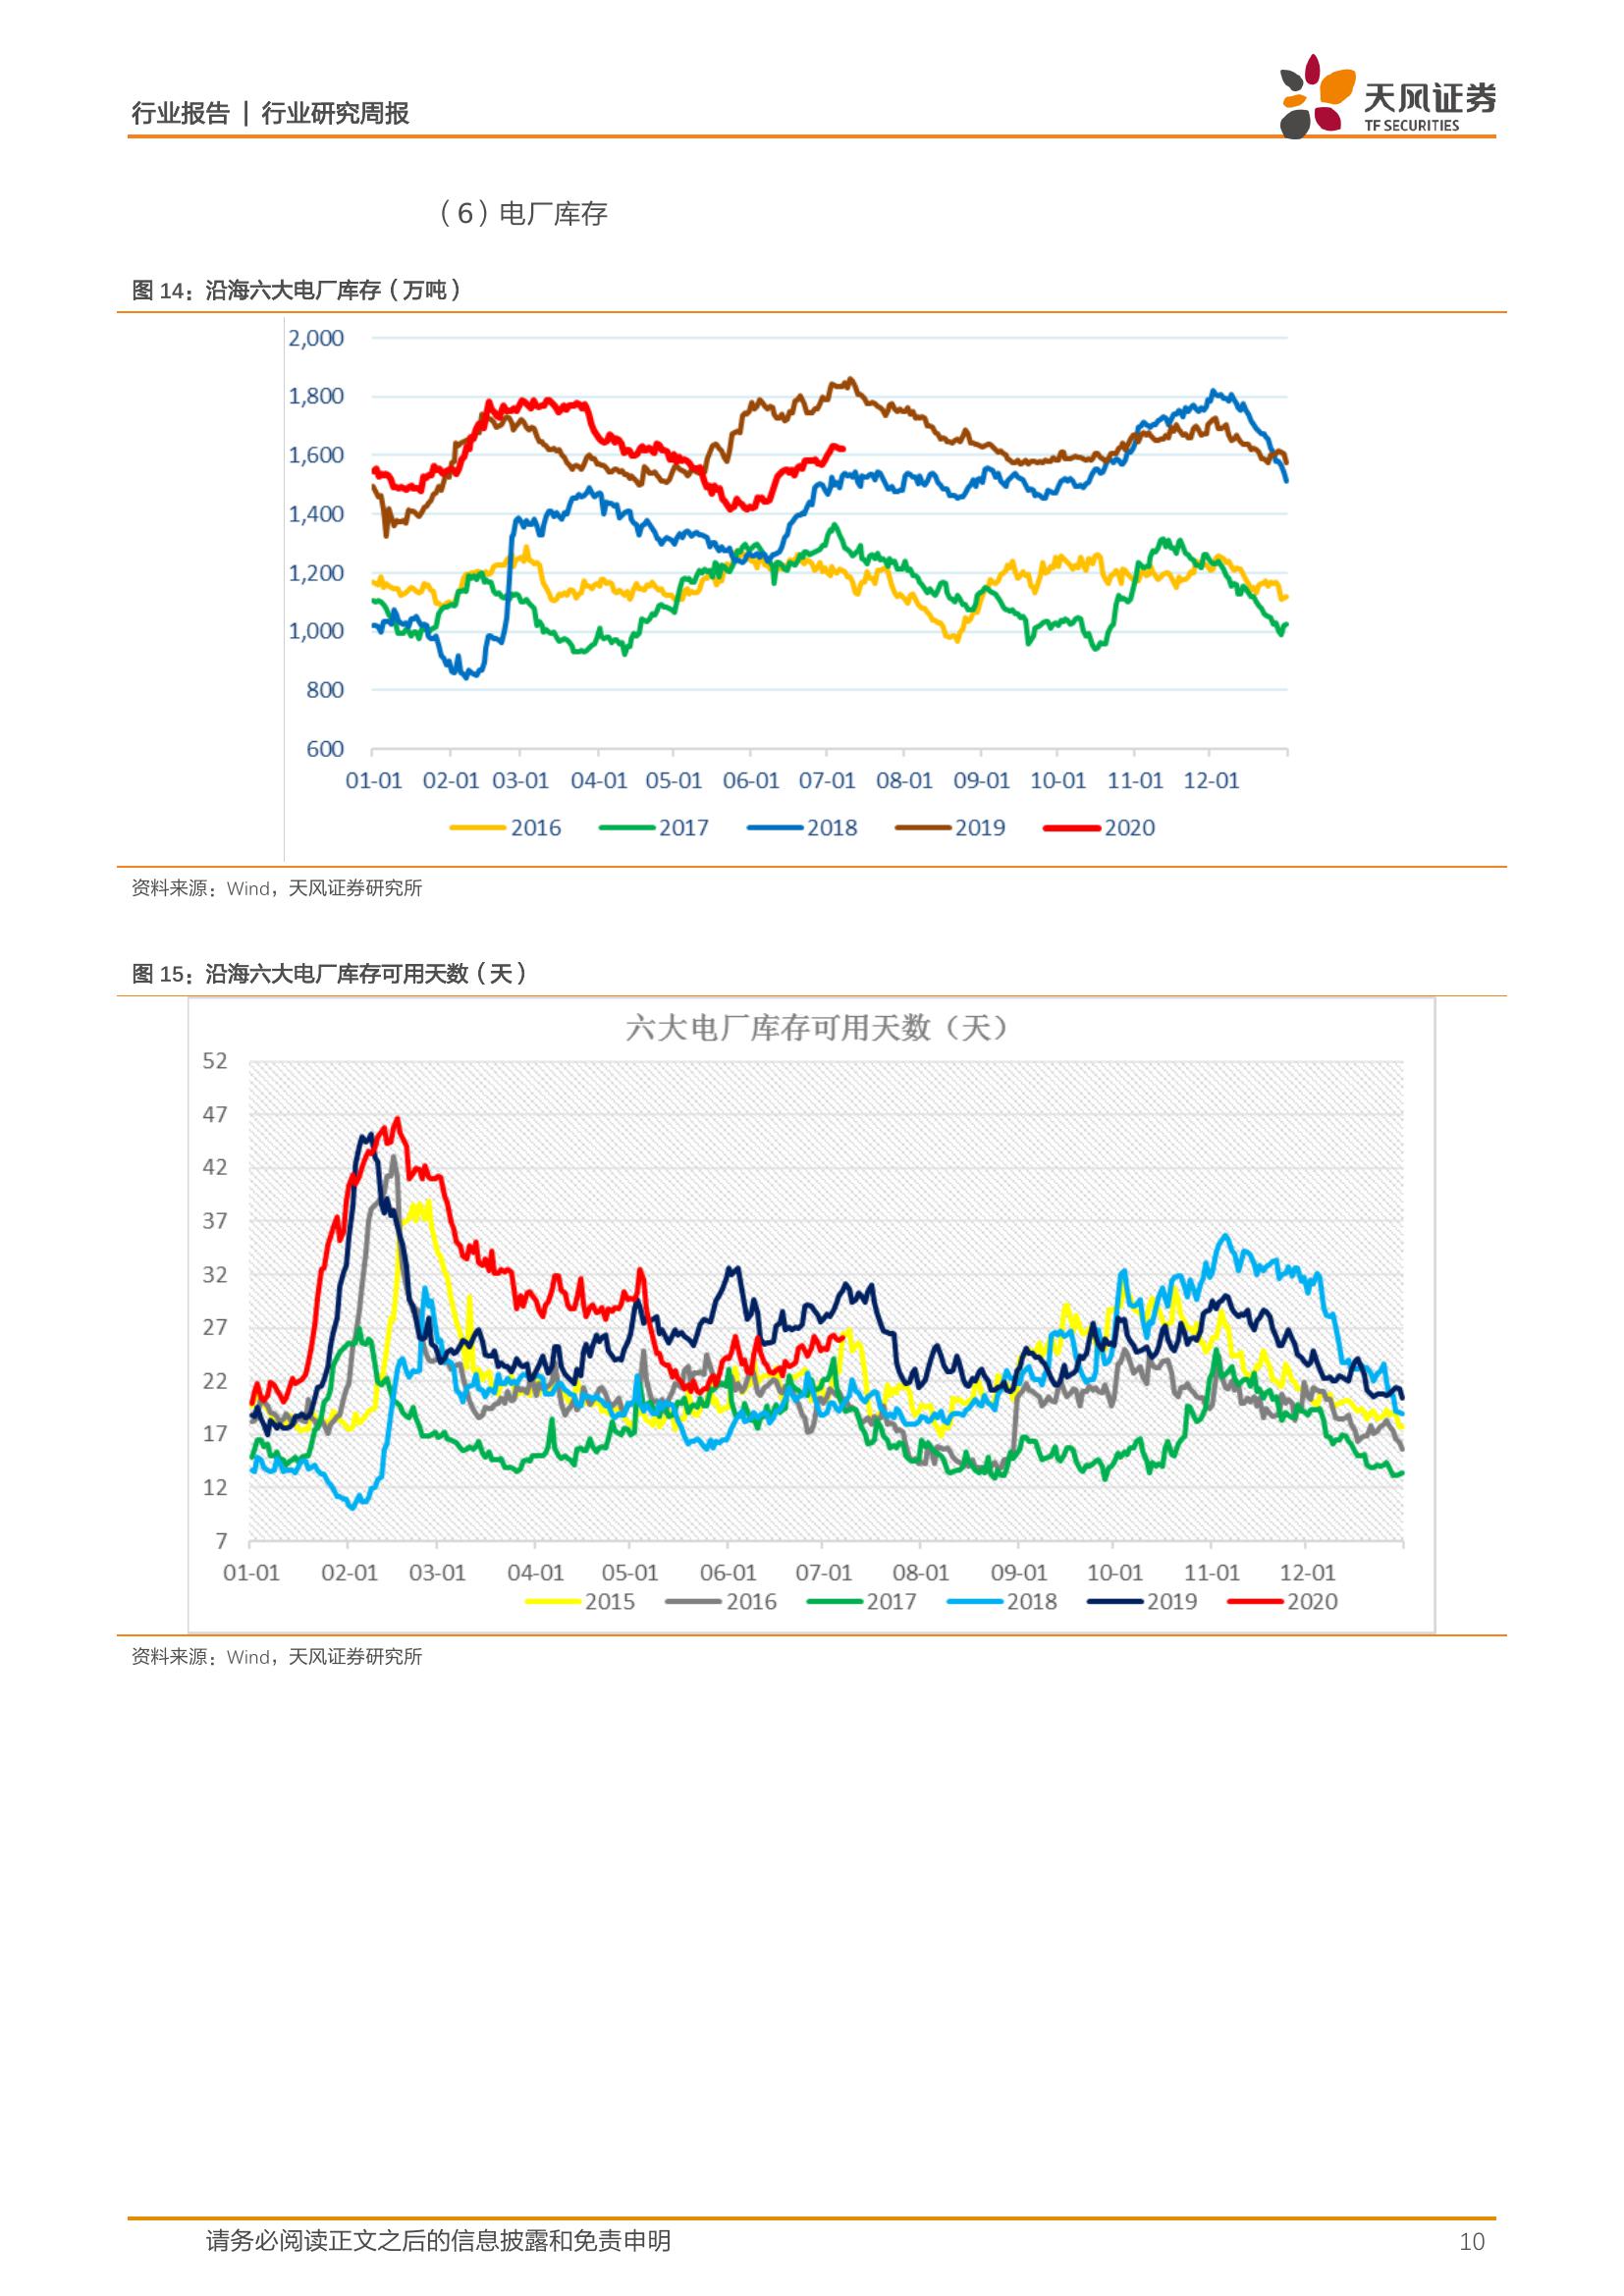 行业报告 | 行业研究周报
天风证券
TF SECURITIES
（6）电厂库存
图 14：沿海六大电厂库存（万吨）
2,000
1,800
1,600
1,400
1,200
1,000
800
600
01-01 02-01 03-01 04-01 05-01 06-01 07-01 08-01 09-01 10-01 11-01 12-01
2016 2017 2018 2019 2020
资料来源：Wind，天风证券研究所
图 15：沿海六大电厂库存可用天数（天）
六大电厂库存可用天数（天）
52
47
42
37
32
27
22
17
12
7
01-01 02-01 03-01 04-01 05-01 06-01 07-01 08-01 09-01 10-01 11-01 12-01
2015 2016 2017 2018 2019 2020
资料来源：Wind，天风证券研究所
请务必阅读正文之后的信息披露和免责申明 10